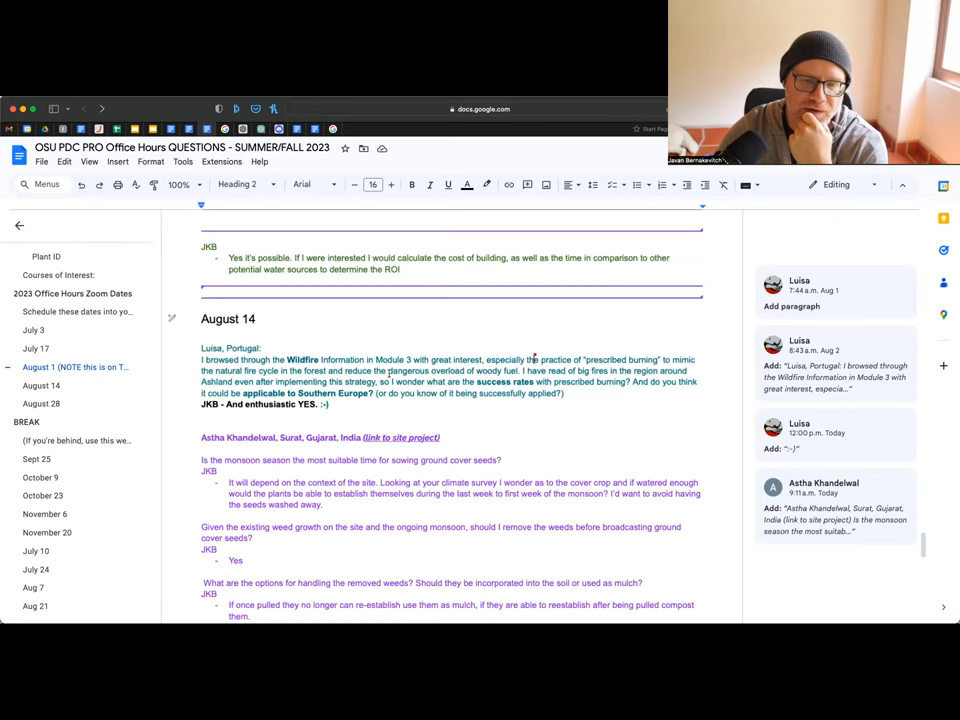 docs.google.com
Start Pag
OSU PDC PRO Office Hours QUESTIONS - SUMMER/FALL 2023
File Edit View Insert Format Tools Extensions Help
Menus 100% Heading 2 Arial 16 B I U A Editing
Javan Bernakevitch
Plant ID
Courses of Interest:
2023 Office Hours Zoom Dates
Schedule these dates into yo...
July 3
July 17
August 1 (NOTE this is on T...
August 14
August 28
BREAK
(If you're behind, use this we...
Sept 25
October 9
October 23
November 6
November 20
July 10
July 24
Aug 7
Aug 21
JKB
- Yes it's possible. If I were interested I would calculate the cost of building, as well as the time in comparison to other
potential water sources to determine the ROI
August 14
Luisa, Portugal:
I browsed through the Wildfire Information in Module 3 with great interest, especially the practice of "prescribed burning" to mimic
the natural fire cycle in the forest and reduce the dangerous overload of woody fuel. I have read of big fires in the region around
Ashland even after implementing this strategy, so I wonder what are the success rates with prescribed burning? And do you think
it could be applicable to Southern Europe? (or do you know of it being successfully applied?)
JKB - And enthusiastic YES. :-)
Astha Khandelwal, Surat, Gujarat, India (link to site project)
Is the monsoon season the most suitable time for sowing ground cover seeds?
JKB
- It will depend on the context of the site. Looking at your climate survey I wonder as to the cover crop and if watered enough
would the plants be able to establish themselves during the last week to first week of the monsoon? I'd want to avoid having
the seeds washed away.
Given the existing weed growth on the site and the ongoing monsoon, should I remove the weeds before broadcasting ground
cover seeds?
JKB
- Yes
What are the options for handling the removed weeds? Should they be incorporated into the soil or used as mulch?
JKB
- If once pulled they no longer can re-establish use them as mulch, if they are able to reestablish after being pulled compost
them.
Luisa
7:44 a.m. Aug 1
Add paragraph
Luisa
8:43 a.m. Aug 2
Add: "Luisa, Portugal: I browsed
through the Wildfire Information in
Module 3 with great interest,
especia..."
Luisa
12:00 p.m. Today
Add: ":-)"
A Astha Khandelwal
9:11 a.m. Today
Add: "Astha Khandelwal, Surat, Gujarat,
India (link to site project) Is the monsoon
season the most suitab..."